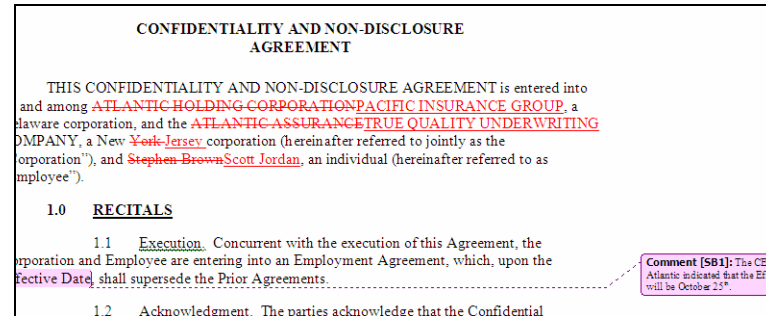 CONFIDENTIALITY AND NON-DISCLOSURE
AGREEMENT
THIS CONFIDENTIALITY AND NON-DISCLOSURE AGREEMENT is entered into
and among ATLANTIC HOLDING CORPORATIONPACIFIC INSURANCE GROUP, a
elaware corporation, and the ATLANTIC ASSURANCETRUE QUALITY UNDERWRITING
OMPANY, a New York Jersey corporation (hereinafter referred to jointly as the
orporation"), and Stephen BrownScott Jordan, an individual (hereinafter referred to as
mployee").
1.0 RECITALS
1.1 Execution. Concurrent with the execution of this Agreement, the
orporation and Employee are entering into an Employment Agreement, which, upon the
fective Date, shall supersede the Prior Agreements.
Comment [SB1]: The CE
Atlantic indicated that the Ef
will be October 25th.
1.2 Acknowledgment. The parties acknowledge that the Confidential